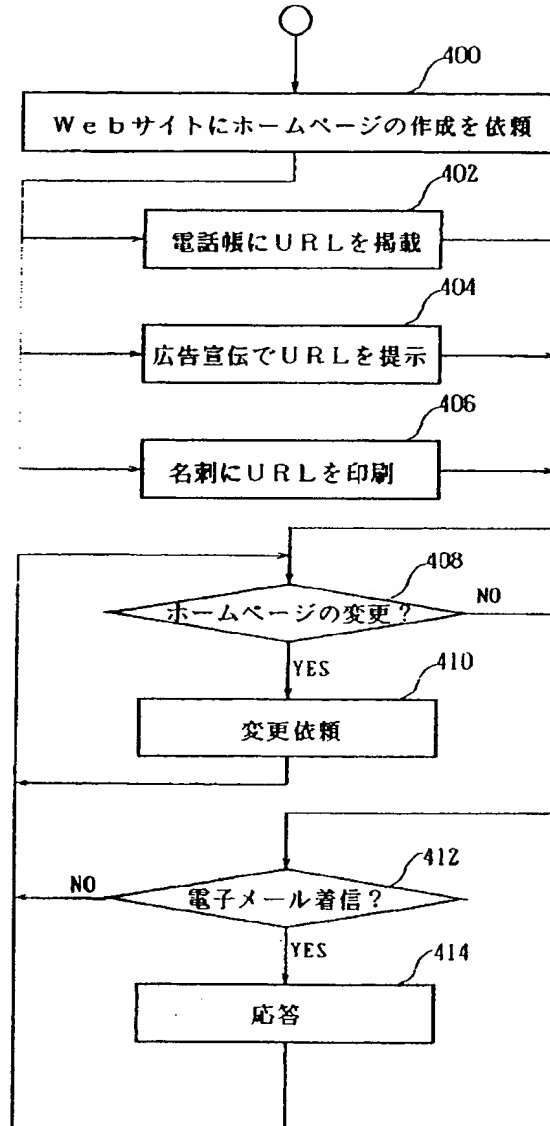 400
Webサイトにホームページの作成を依頼
402
電話帳にURLを掲載
404
広告宣伝でURLを提示
406
名刺にURLを印刷
408
ホームページの変更?
NO
YES
410
変更依頼
412
NO
電子メール着信?
YES
414
応答